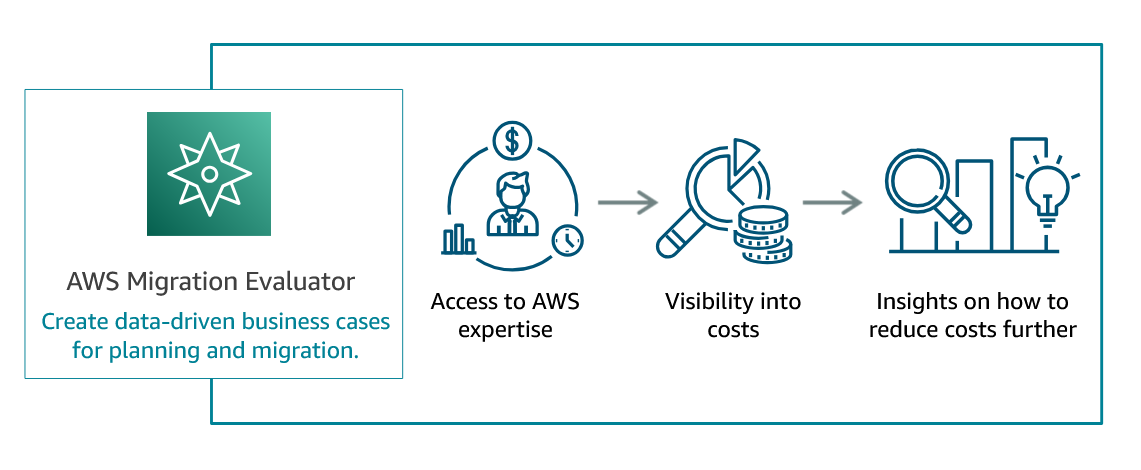 AWS Migration Evaluator
Create data-driven business cases
for planning and migration.
$
Access to AWS
expertise
Visibility into
costs
Insights on how to
reduce costs further